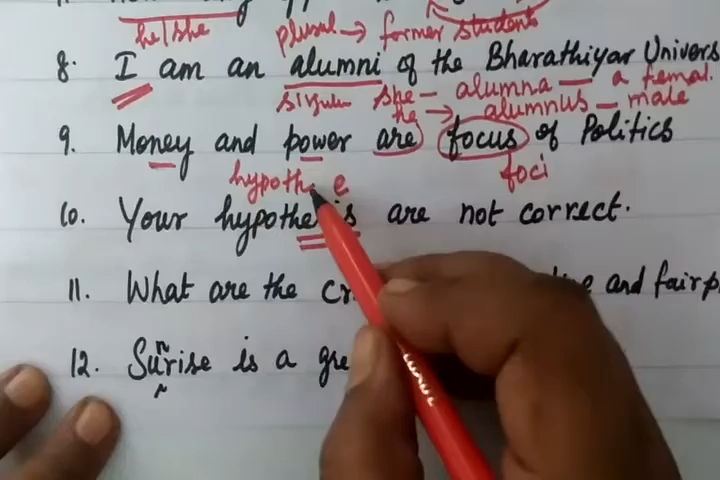 he/she plural → former students
8. I am an alumni of the Bharathiyar Univers
singular she - alumna — a femal.
he → alumnus — male
9. Money and power are focus of Politics
hypoth e foci
10. Your hypothe is are not correct.
11. What are the cr and fairp
12. Surise is a gre
n